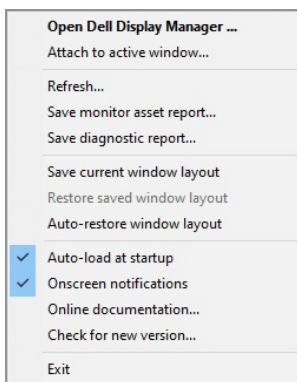 Open Dell Display Manager ...
Attach to active window...
Refresh...
Save monitor asset report...
Save diagnostic report...
Save current window layout
Restore saved window layout
Auto-restore window layout
Auto-load at startup
Onscreen notifications
Online documentation...
Check for new version...
Exit